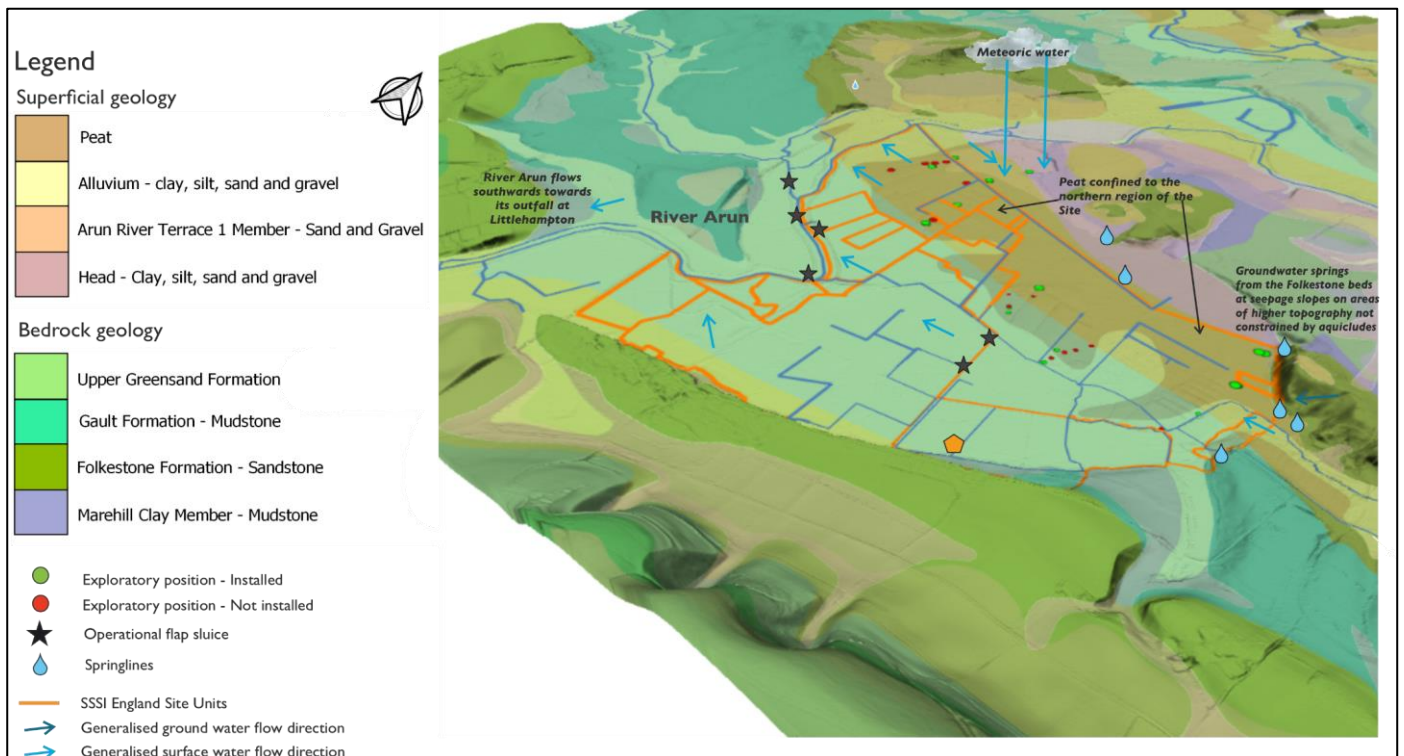 Legend
Superficial geology
Peat
Alluvium - clay, silt, sand and gravel
Arun River Terrace 1 Member - Sand and Gravel
Head - Clay, silt, sand and gravel
Bedrock geology
Upper Greensand Formation
Gault Formation - Mudstone
Folkestone Formation - Sandstone
Marehill Clay Member - Mudstone
Exploratory position - Installed
Exploratory position - Not installed
Operational flap sluice
Springlines
SSSI England Site Units
Generalised ground water flow direction
Generalised surface water flow direction
Meteoric water
River Arun flows
southwards towards
its outfall at
Littlehampton
River Arun
Peat confined to the
northern region of the
Site
Groundwater springs
from the Folkestone beds
at seepage slopes on areas
of higher topography not
constrained by aquicludes